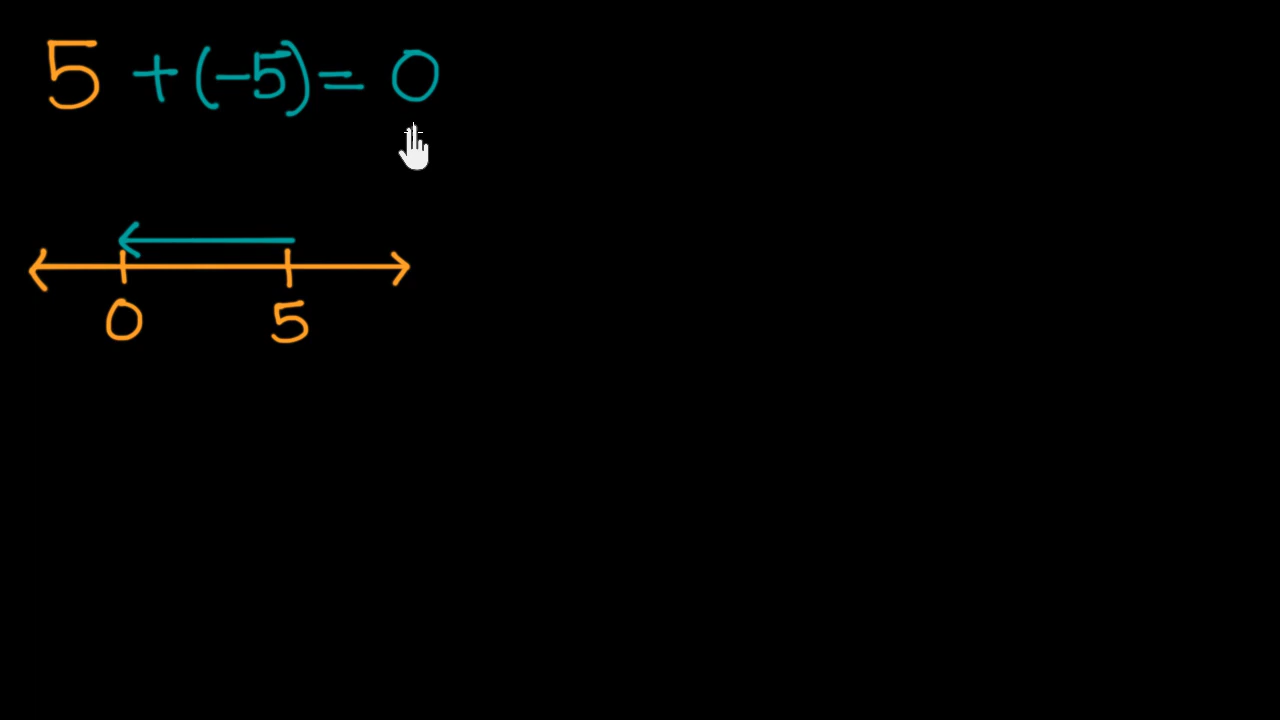 5 + (-5) = 0
0 5